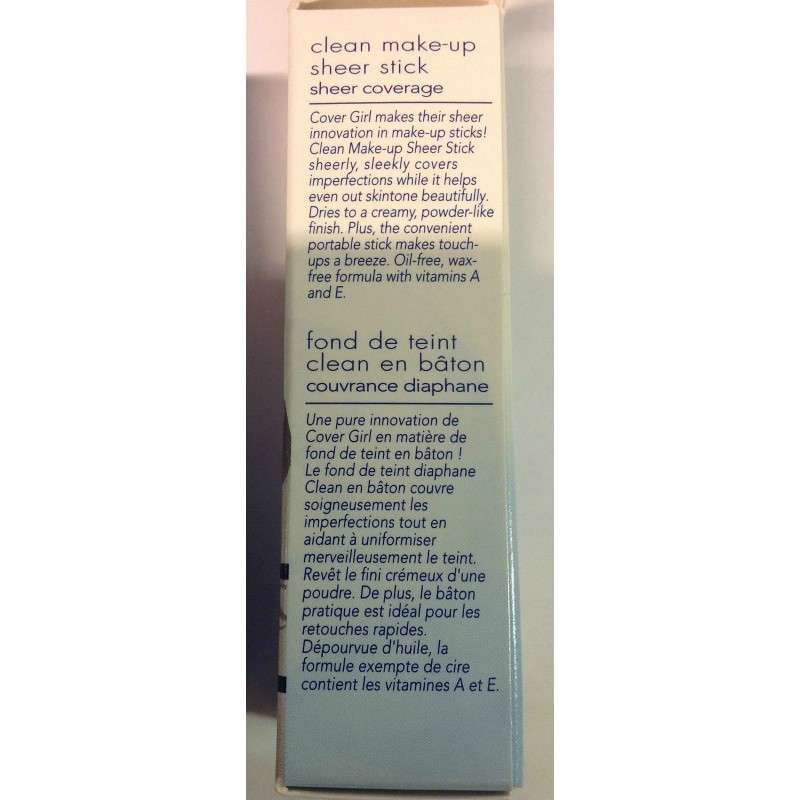 clean make-up
sheer stick
sheer coverage
Cover Girl makes their sheer
innovation in make-up sticks!
Clean Make-up Sheer Stick
sheerly, sleekly covers
imperfections while it helps
even out skintone beautifully.
Dries to a creamy, powder-like
finish. Plus, the convenient
portable stick makes touch-
ups a breeze. Oil-free, wax-
free formula with vitamins A
and E.
fond de teint
clean en bâton
couvrance diaphane
Une pure innovation de
Cover Girl en matière de
fond de teint en bâton !
Le fond de teint diaphane
Clean en bâton couvre
soigneusement les
imperfections tout en
aidant à uniformiser
merveilleusement le teint.
Revêt le fini crémeux d'une
poudre. De plus, le bâton
pratique est idéal pour les
retouches rapides.
Dépourvue d'huile, la
formule exempte de cire
contient les vitamines A et E.